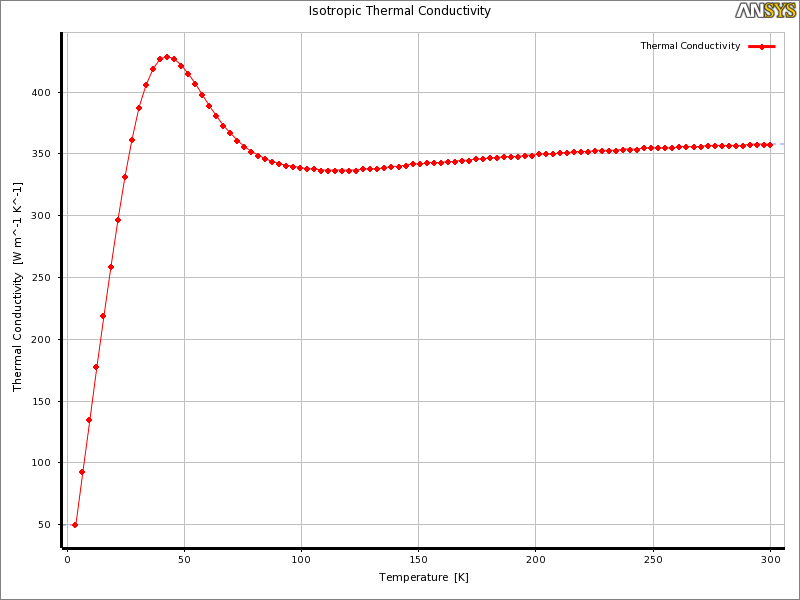 Isotropic Thermal Conductivity
ANSYS
Thermal Conductivity
Thermal Conductivity [W m^-1 K^-1]
400
350
300
250
200
150
100
50
0 50 100 150 200 250 300
Temperature [K]